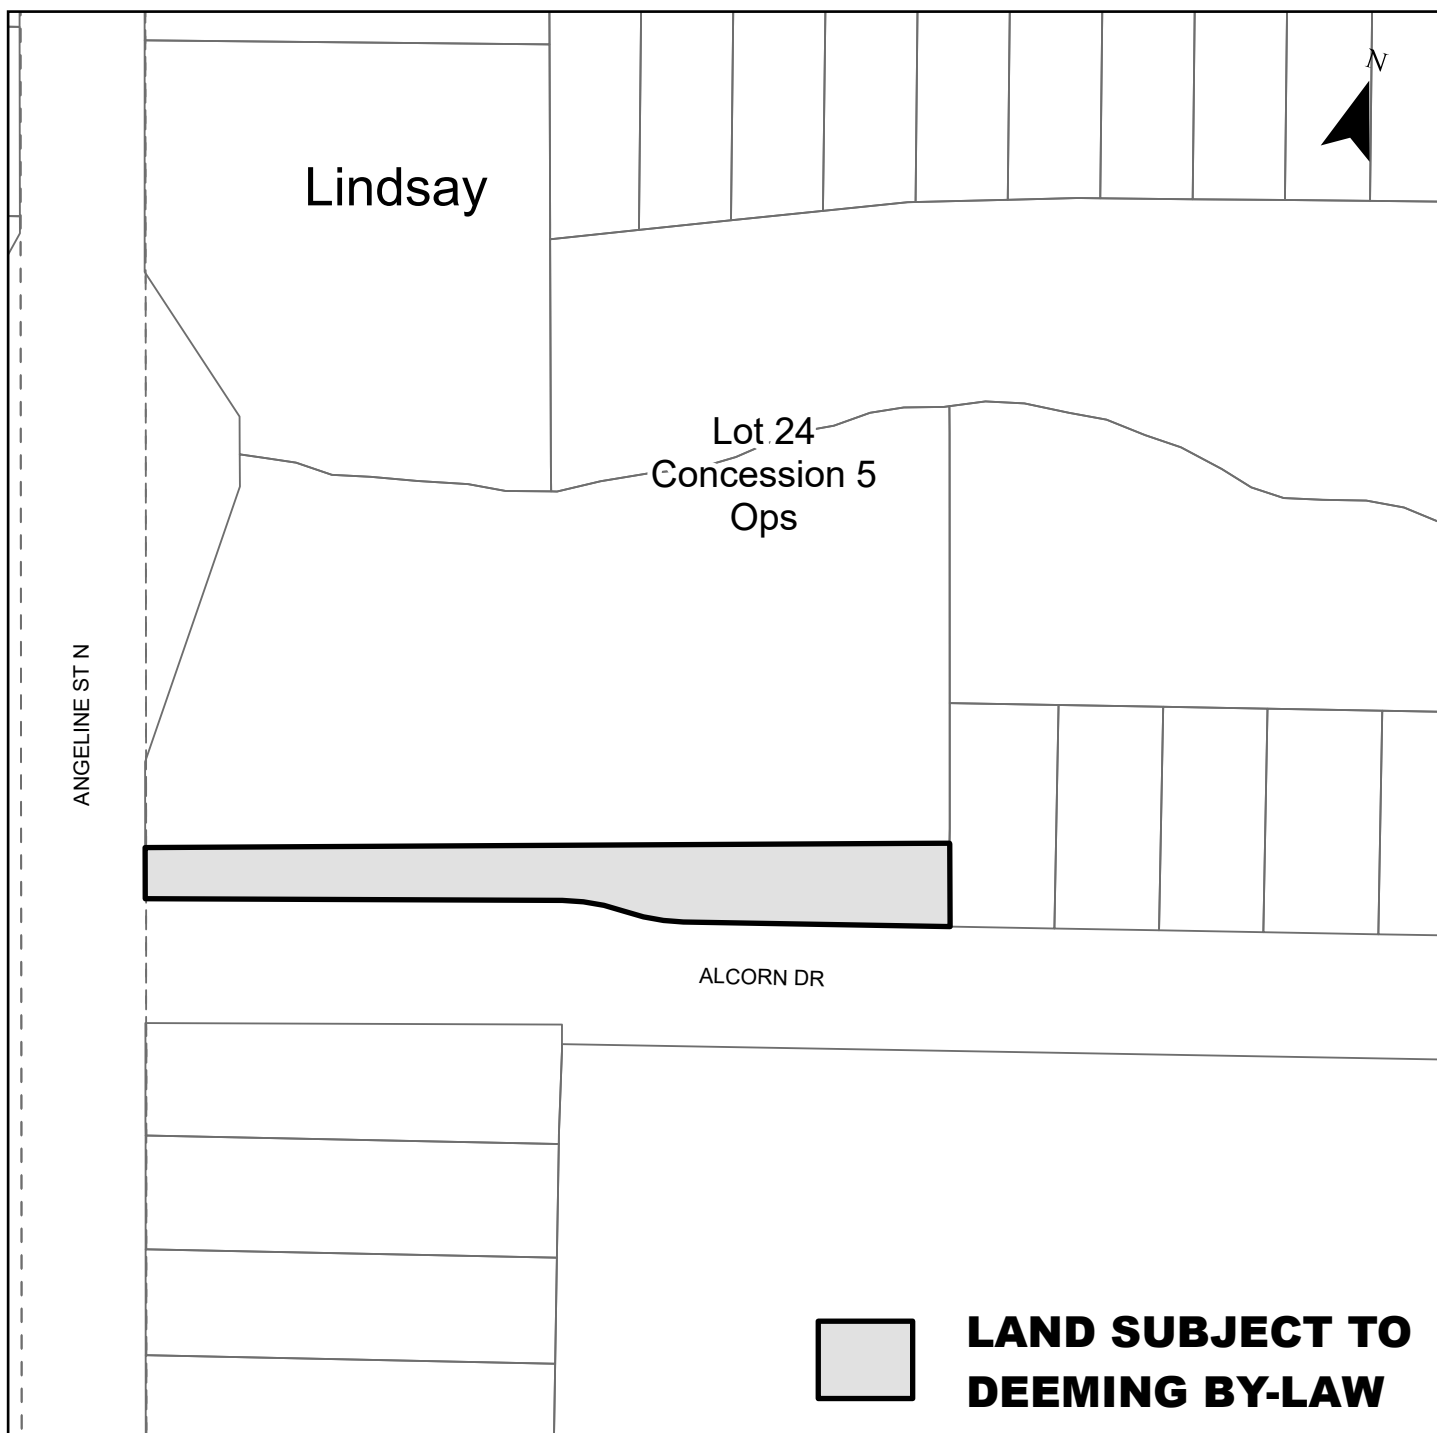 N
Lindsay
Lot 24
Concession 5
Ops
ANGELINE ST N
ALCORN DR
LAND SUBJECT TO
DEEMING BY-LAW